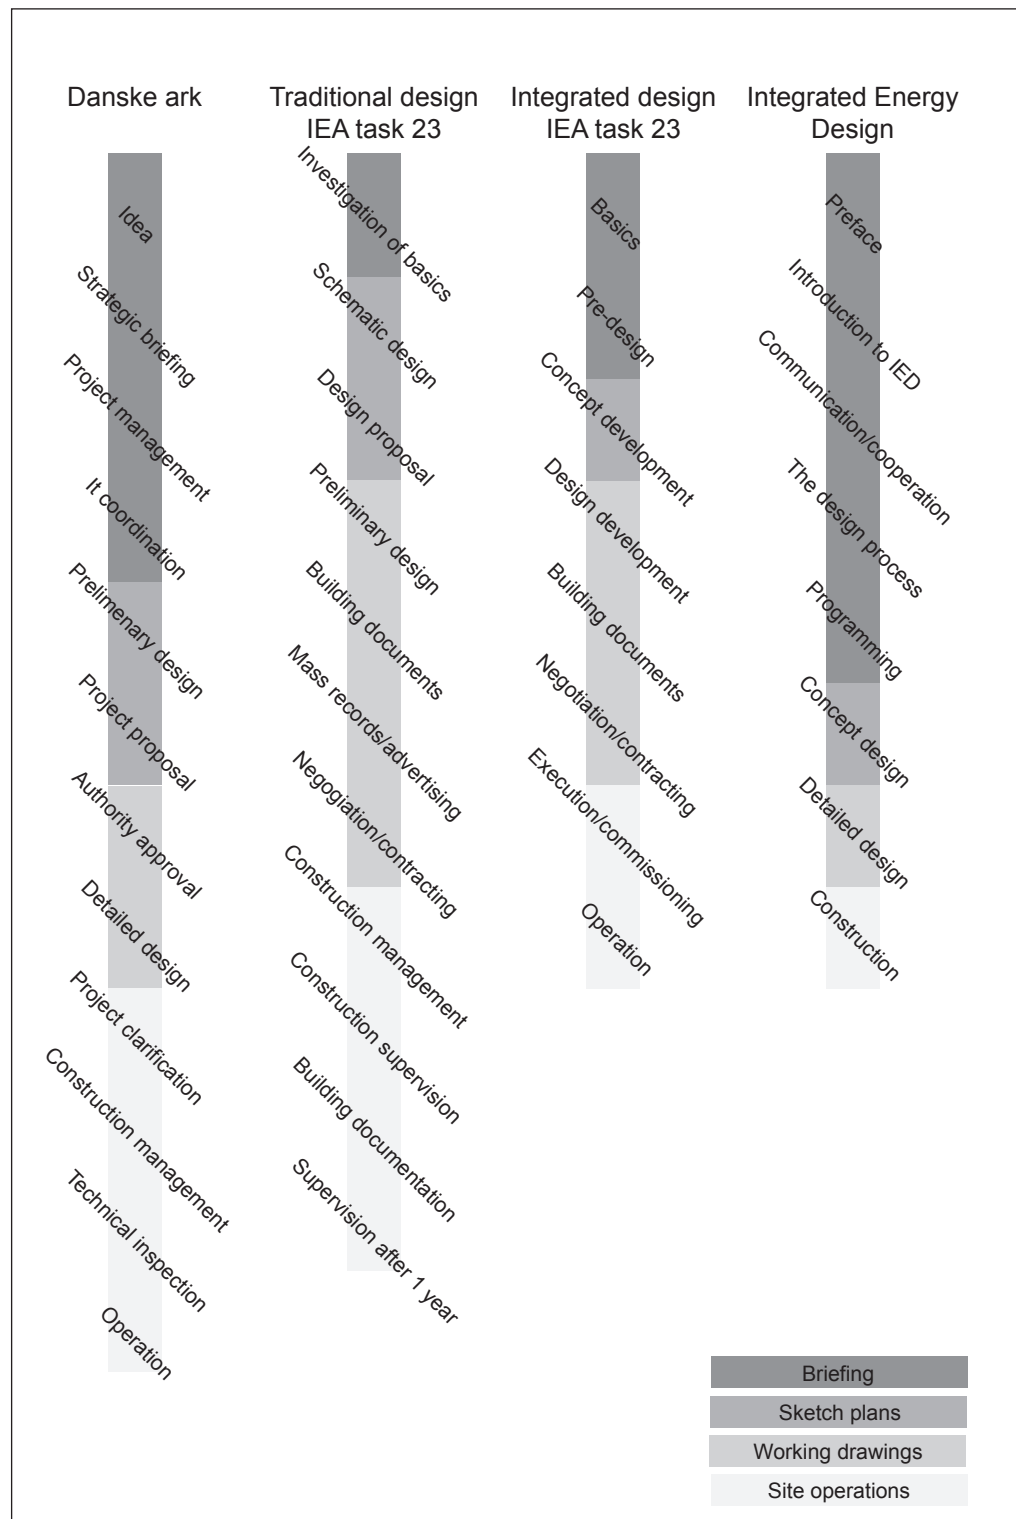 Danske ark
Idea
Strategic briefing
Project management
It coordination
Prelimenary design
Project proposal
Authority approval
Detailed design
Project clarification
Construction management
Technical inspection
Operation
Traditional design
IEA task 23
Investigation of basics
Schematic design
Design proposal
Preliminary design
Building documents
Mass records/advertising
Negogiation/contracting
Construction management
Construction supervision
Building documentation
Supervision after 1 year
Integrated design
IEA task 23
Basics
Pre-design
Concept development
Design development
Building documents
Negotiation/contracting
Execution/commissioning
Operation
Integrated Energy
Design
Preface
Introduction to IED
Communication/cooperation
The design process
Programming
Concept design
Detailed design
Construction
Briefing
Sketch plans
Working drawings
Site operations